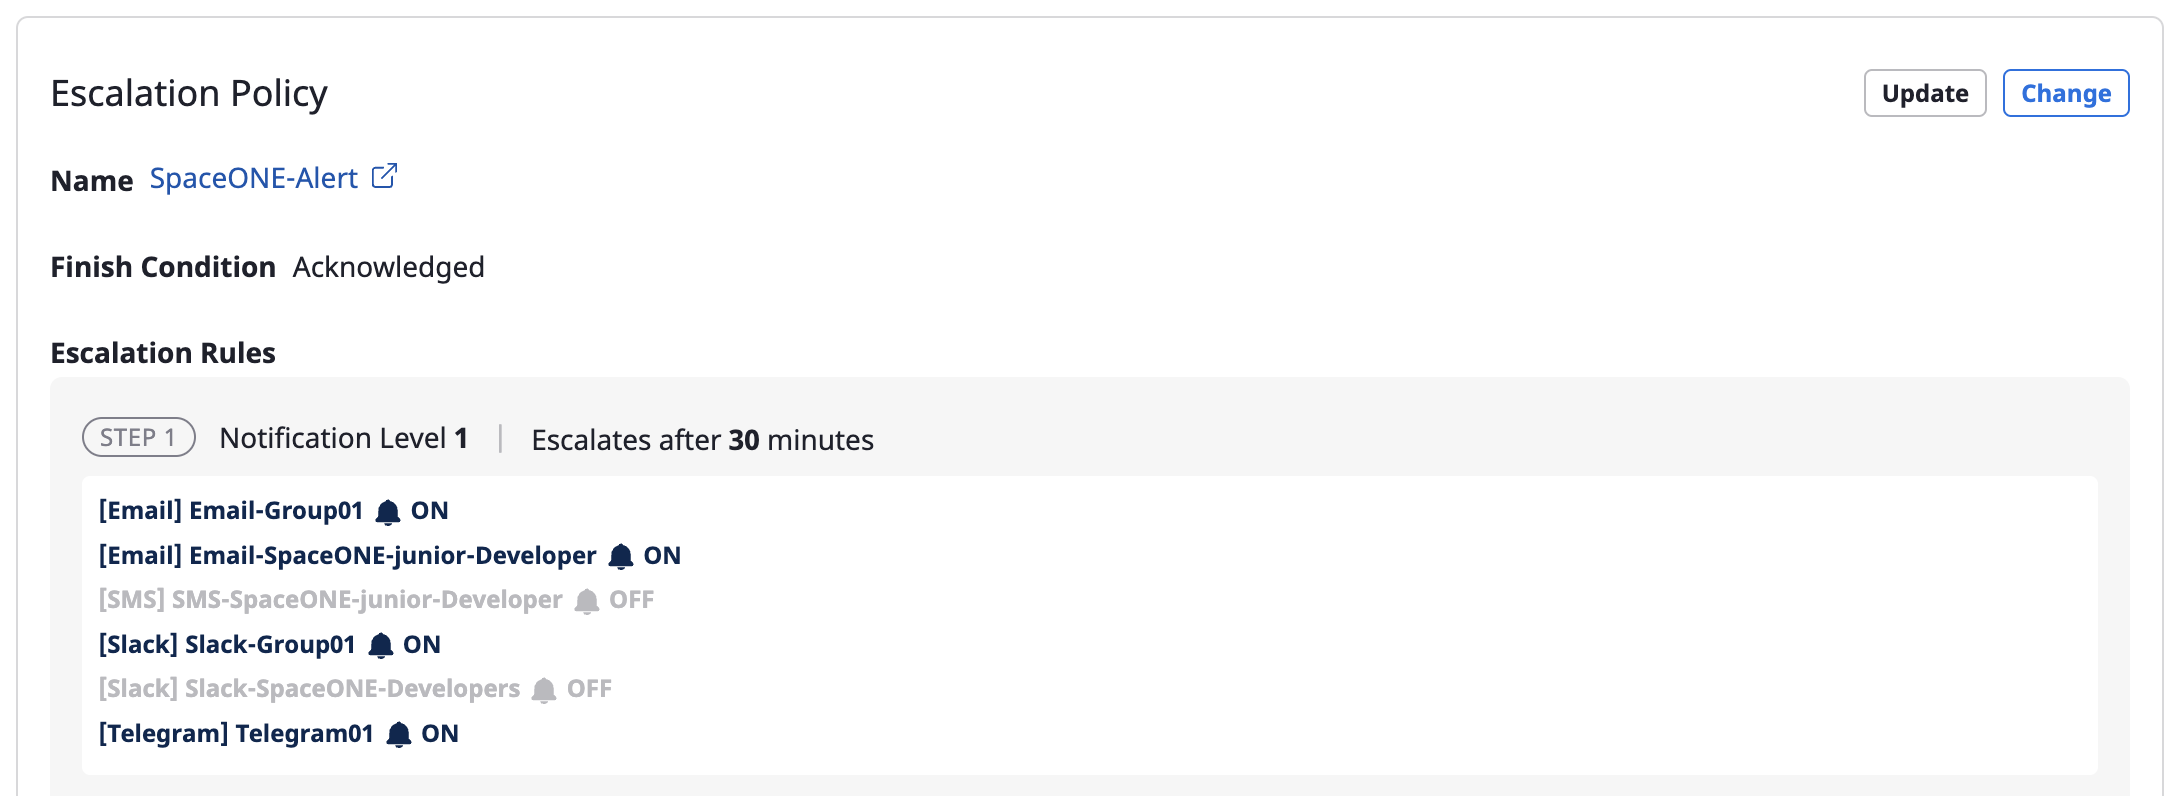 Escalation Policy
Update
Change
Name SpaceONE-Alert
Finish Condition Acknowledged
Escalation Rules
STEP 1 Notification Level 1 | Escalates after 30 minutes
[Email] Email-Group01 ON
[Email] Email-SpaceONE-junior-Developer ON
[SMS] SMS-SpaceONE-junior-Developer OFF
[Slack] Slack-Group01 ON
[Slack] Slack-SpaceONE-Developers OFF
[Telegram] Telegram01 ON